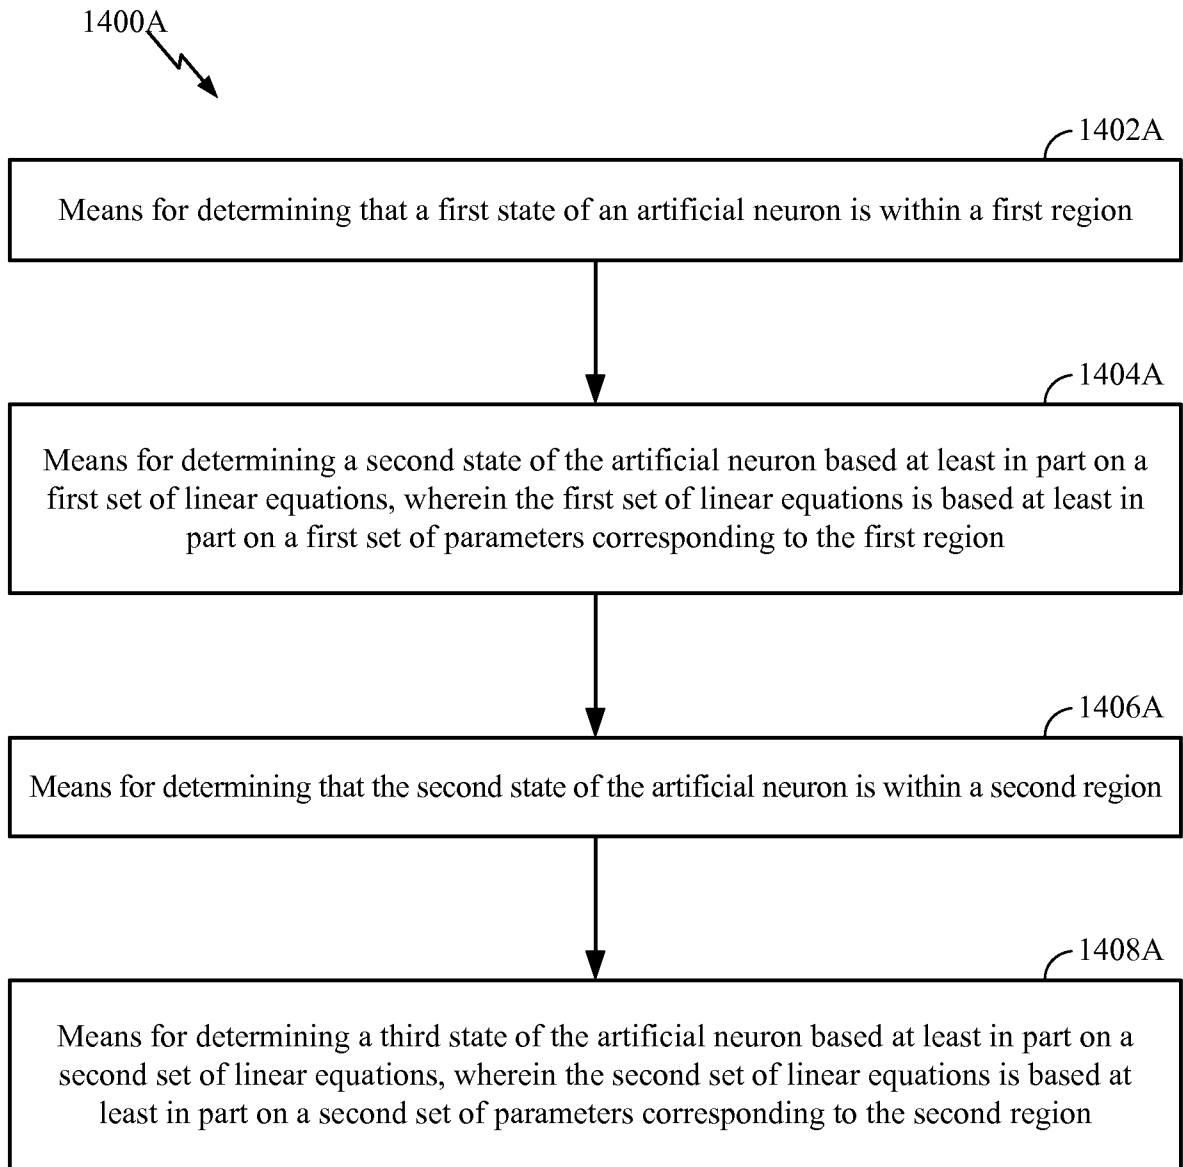 1400A
1402A
Means for determining that a first state of an artificial neuron is within a first region
1404A
Means for determining a second state of the artificial neuron based at least in part on a
first set of linear equations, wherein the first set of linear equations is based at least in
part on a first set of parameters corresponding to the first region
1406A
Means for determining that the second state of the artificial neuron is within a second region
1408A
Means for determining a third state of the artificial neuron based at least in part on a
second set of linear equations, wherein the second set of linear equations is based at
least in part on a second set of parameters corresponding to the second region